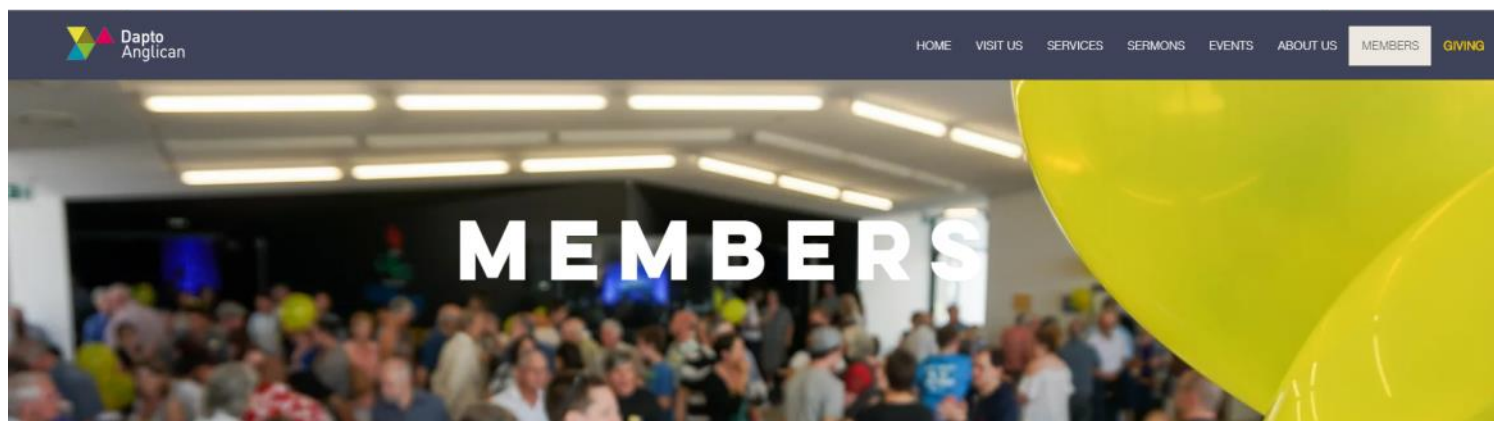 Dapto
Anglican
HOME VISIT US SERVICES SERMONS EVENTS ABOUT US MEMBERS GIVING
MEMBERS